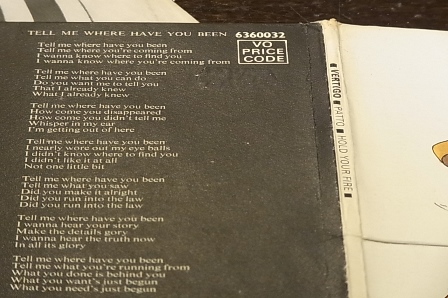 TELL ME WHERE HAVE YOU BEEN 6360032
VO
PRICE
CODE
Tell me where have you been
Tell me where you're coming from
I wanna know where to find you
I wanna know where you're coming from
Tell me where have you been
Tell me what you can do
Do you want me to tell you
That I already knew
What I already knew
Tell me where have you been
How come you disappeared
How come you didn't tell me
Whisper in my ear
I'm getting out of here
Tell me where have you been
I nearly wore out my eye balls
I didn't know where to find you
I didn't like it at all
Not one little bit
Tell me where have you been
Tell me what you saw
Did you make it alright
Did you run into the law
Did you run into the law
Tell me where have you been
I wanna hear your story
Make the details gory
I wanna hear the truth now
In all its glory
Tell me where have you been
Tell me what you're running from
What you done is behind you
What you want's just begun
What you need's just begun
VERTIGO PATTO HOLD YOUR FIRE